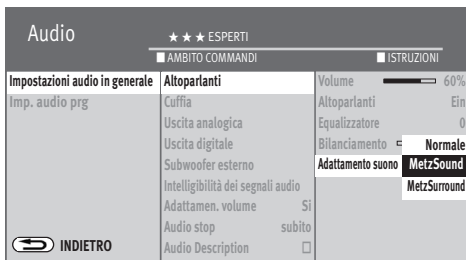 Audio
★ ★ ★ ESPERTI
AMBITO COMMANDI
ISTRUZIONI
Impostazioni audio in generale
Imp. audio prg
INDIETRO
Altoparlanti
Cuffia
Uscita analogica
Uscita digitale
Subwoofer esterno
Intelligibilità dei segnali audio
Adattamen. volume Si
Audio stop subito
Audio Description
Volume 60%
Altoparlanti Ein
Equalizzatore 0
Bilanciamento
Adattamento suono
Normale
MetzSound
MetzSurround